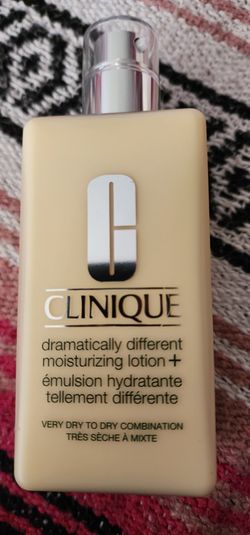 CLINIQUE
dramatically different
moisturizing lotion+
émulsion hydratante
tellement différente
VERY DRY TO DRY COMBINATION
TRÈS SÈCHE À MIXTE